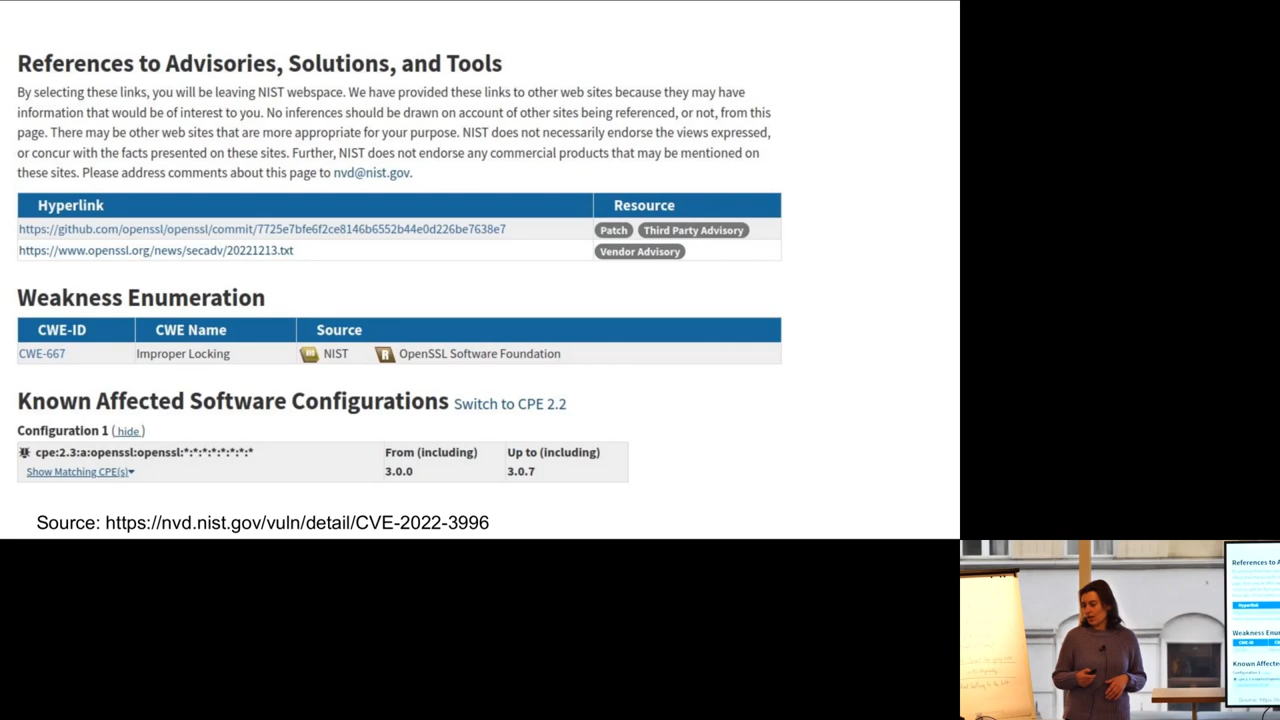 References to Advisories, Solutions, and Tools
By selecting these links, you will be leaving NIST webspace. We have provided these links to other web sites because they may have
information that would be of interest to you. No inferences should be drawn on account of other sites being referenced, or not, from this
page. There may be other web sites that are more appropriate for your purpose. NIST does not necessarily endorse the views expressed,
or concur with the facts presented on these sites. Further, NIST does not endorse any commercial products that may be mentioned on
these sites. Please address comments about this page to nvd@nist.gov.
Hyperlink Resource
https://github.com/openssl/openssl/commit/7725e7bfe6f2ce8146b6552b44e0d226be7638e7 Patch Third Party Advisory
https://www.openssl.org/news/secadv/20221213.txt Vendor Advisory
Weakness Enumeration
CWE-ID CWE Name Source
CWE-667 Improper Locking NIST OpenSSL Software Foundation
Known Affected Software Configurations Switch to CPE 2.2
Configuration 1 ( hide )
cpe:2.3:a:openssl:openssl:*:*:*:*:*:*:*:* From (including) Up to (including)
Show Matching CPE(s) 3.0.0 3.0.7
Source: https://nvd.nist.gov/vuln/detail/CVE-2022-3996
References to A
Hyperlink
Weakness Enu
CWE-ID
Known Affected